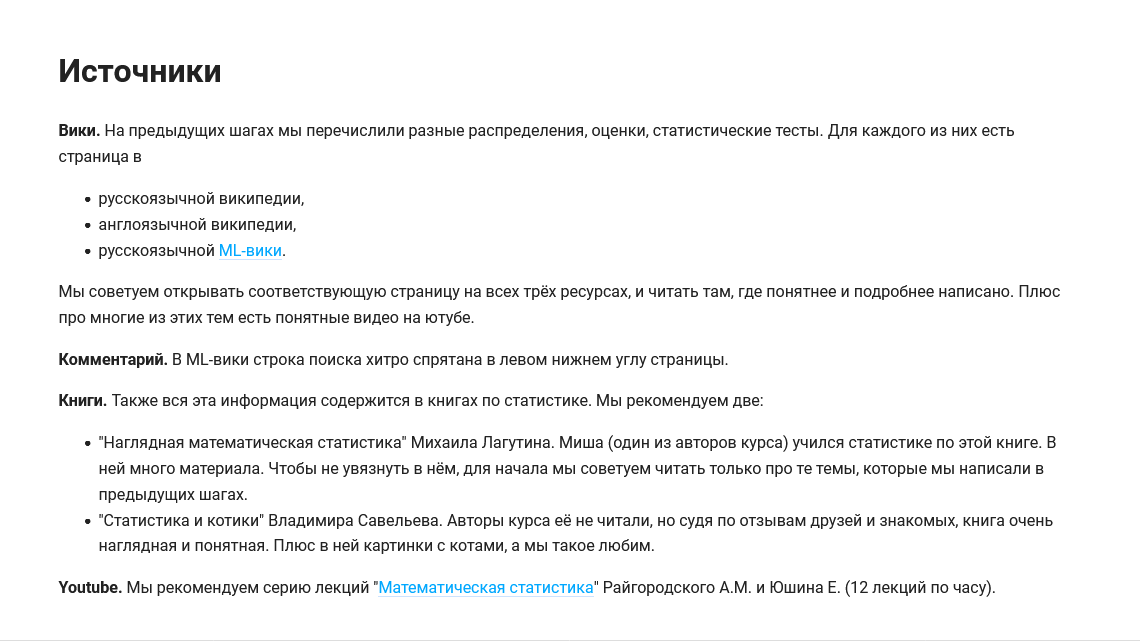 Источники
Вики. На предыдущих шагах мы перечислили разные распределения, оценки, статистические тесты. Для каждого из них есть
страница в
• русскоязычной википедии,
• англоязычной википедии,
• русскоязычной ML-вики.
Мы советуем открывать соответствующую страницу на всех трёх ресурсах, и читать там, где понятнее и подробнее написано. Плюс
про многие из этих тем есть понятные видео на ютубе.
Комментарий. В ML-вики строка поиска хитро спрятана в левом нижнем углу страницы.
Книги. Также вся эта информация содержится в книгах по статистике. Мы рекомендуем две:
• "Наглядная математическая статистика" Михаила Лагутина. Миша (один из авторов курса) учился статистике по этой книге. В
ней много материала. Чтобы не увязнуть в нём, для начала мы советуем читать только про те темы, которые мы написали в
предыдущих шагах.
• "Статистика и котики" Владимира Савельева. Авторы курса её не читали, но судя по отзывам друзей и знакомых, книга очень
наглядная и понятная. Плюс в ней картинки с котами, а мы такое любим.
Youtube. Мы рекомендуем серию лекций "Математическая статистика" Райгородского А.М. и Юшина Е. (12 лекций по часу).